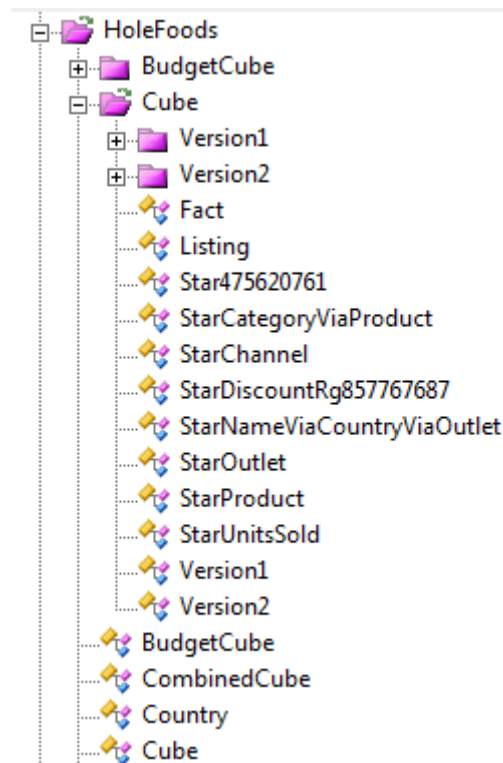 HoleFoods
BudgetCube
Cube
Version1
Version2
Fact
Listing
Star475620761
StarCategoryViaProduct
StarChannel
StarDiscountRg857767687
StarNameViaCountryViaOutlet
StarOutlet
StarProduct
StarUnitsSold
Version1
Version2
BudgetCube
CombinedCube
Country
Cube